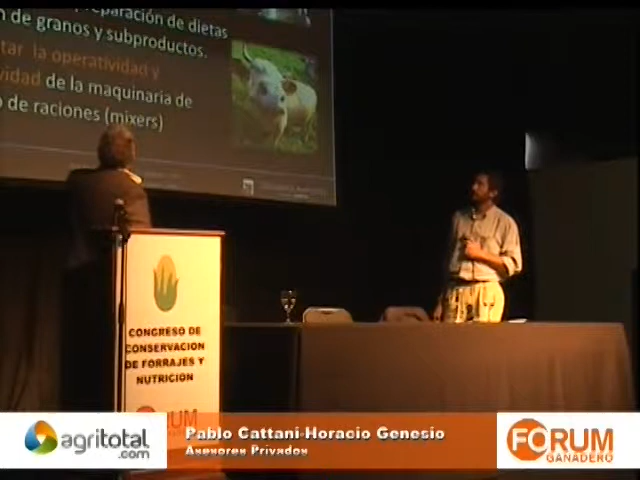 de granos y subproductos.
tar la operatividad y
vidad de la maquinaria de
de raciones (mixers)
CONGRESO DE
CONSERVACION
DE FORRAJES Y
NUTRICION
agritotal
.com
Pablo Cattani-Horacio Genesio
Asesores Privados
FORUM
GANADERO